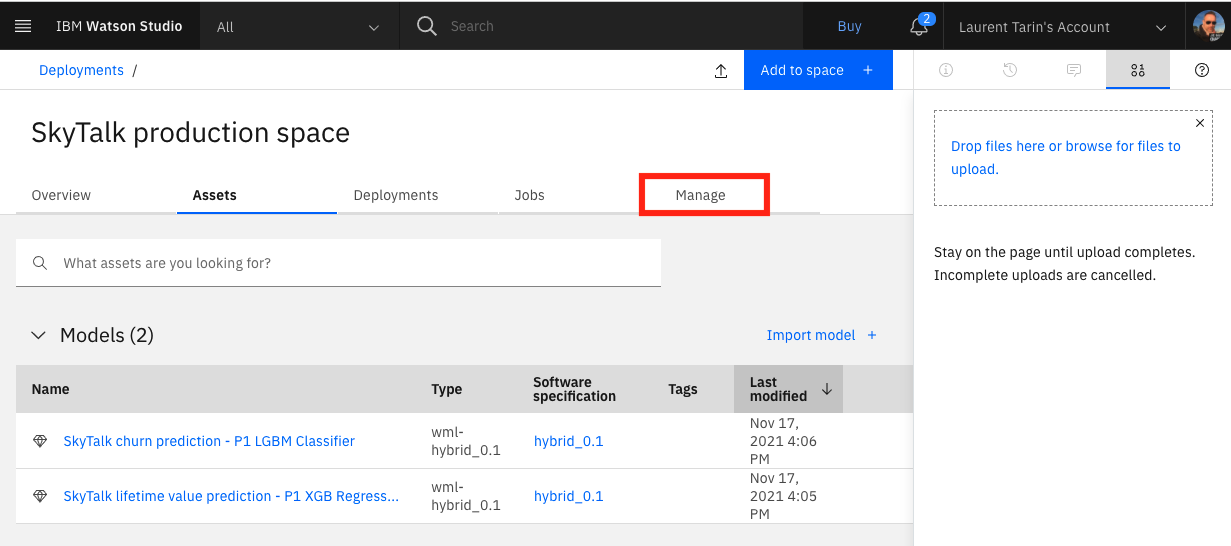 IBM Watson Studio
All
Search
Buy
2
Laurent Tarin's Account
Deployments /
Add to space +
SkyTalk production space
Overview
Assets
Deployments
Jobs
Manage
What assets are you looking for?
Models (2)
Import model +
Name
Type
Software
specification
Tags
Last
modified
SkyTalk churn prediction - P1 LGBM Classifier
wml-
hybrid_0.1
hybrid_0.1
Nov 17,
2021 4:06
PM
SkyTalk lifetime value prediction - P1 XGB Regress...
wml-
hybrid_0.1
hybrid_0.1
Nov 17,
2021 4:05
PM
Drop files here or browse for files to
upload.
Stay on the page until upload completes.
Incomplete uploads are cancelled.